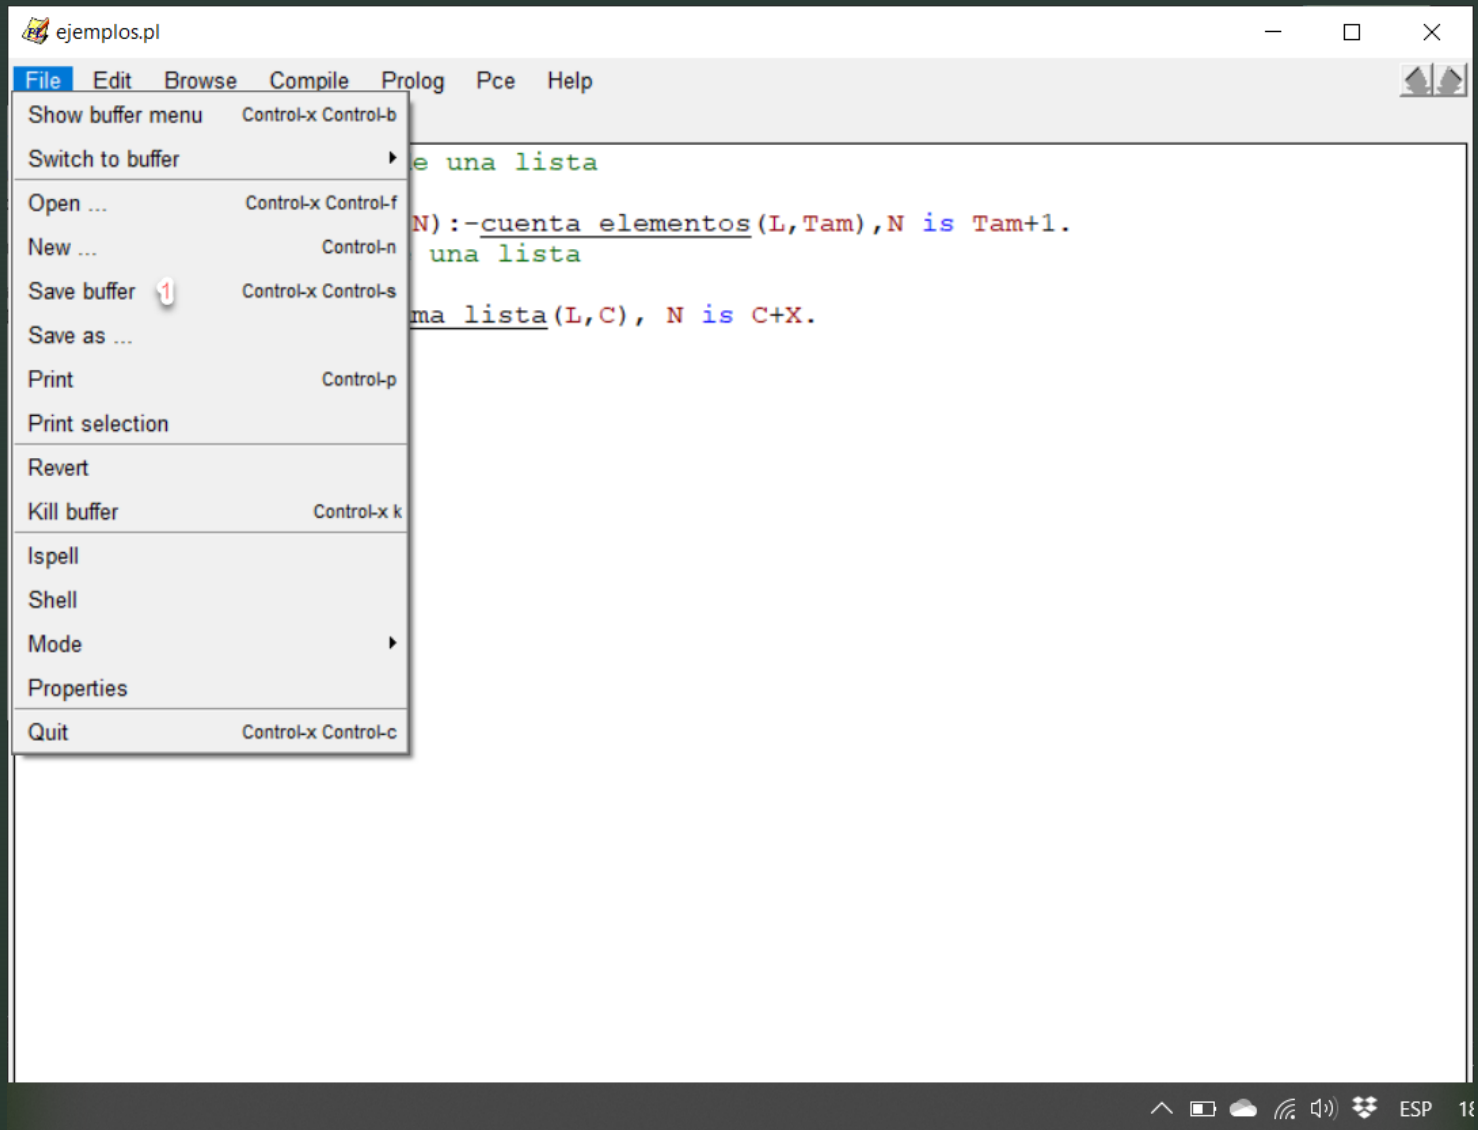 ejemplos.pl
File Edit Browse Compile Prolog Pce Help
Show buffer menu Control-x Control-b
Switch to buffer
Open ... Control-x Control-f
New ... Control-n
Save buffer 1 Control-x Control-s
Save as ...
Print Control-p
Print selection
Revert
Kill buffer Control-x k
Ispell
Shell
Mode
Properties
Quit Control-x Control-c
e una lista
N):-cuenta_elementos(L,Tam),N is Tam+1.
una lista
ma_lista(L,C), N is C+X.
ESP